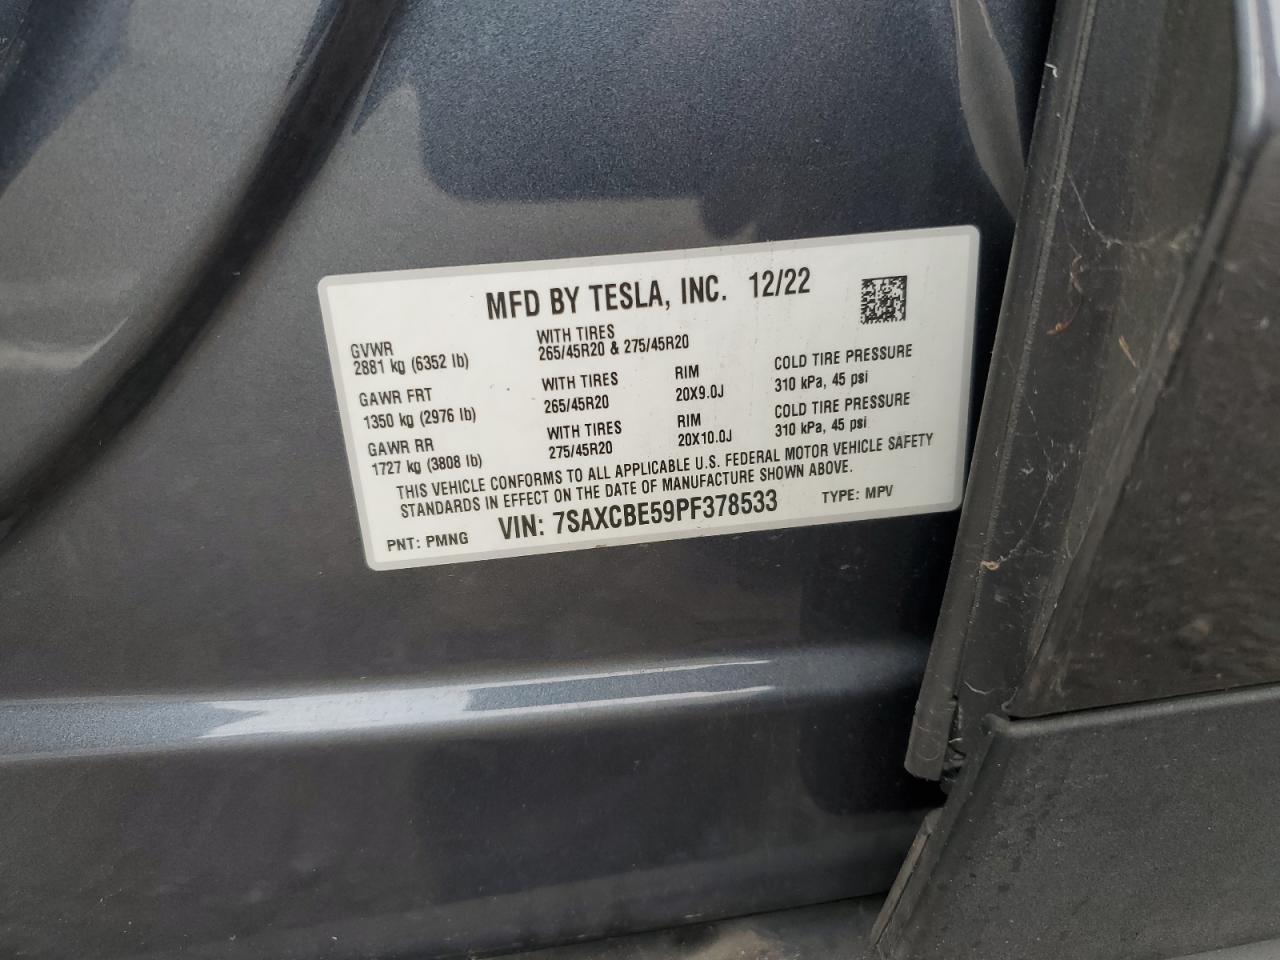 MFD BY TESLA, INC. 12/22
GVWR
2881 kg (6352 lb)
WITH TIRES
265/45R20 & 275/45R20
GAWR FRT
1350 kg (2976 lb)
WITH TIRES
265/45R20
RIM
20X9.0J
COLD TIRE PRESSURE
310 kPa, 45 psi
GAWR RR
1727 kg (3808 lb)
WITH TIRES
275/45R20
RIM
20X10.0J
COLD TIRE PRESSURE
310 kPa, 45 psi
THIS VEHICLE CONFORMS TO ALL APPLICABLE U.S. FEDERAL MOTOR VEHICLE SAFETY
STANDARDS IN EFFECT ON THE DATE OF MANUFACTURE SHOWN ABOVE.
PNT: PMNG VIN: 7SAXCBE59PF378533 TYPE: MPV